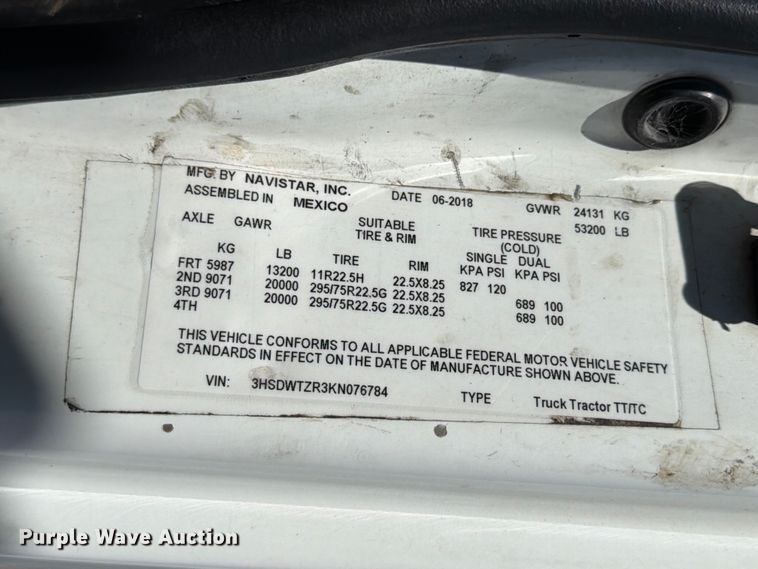 MFG. BY NAVISTAR, INC. DATE 06-2018 GVWR 24131 KG
ASSEMBLED IN MEXICO 53200 LB
AXLE GAWR SUITABLE TIRE PRESSURE
TIRE & RIM (COLD)
KG LB TIRE RIM SINGLE DUAL
KPA PSI KPA PSI
FRT 5987 13200 11R22.5H 22.5X8.25 827 120
2ND 9071 20000 295/75R22.5G 22.5X8.25 689 100
3RD 9071 20000 295/75R22.5G 22.5X8.25 689 100
4TH
THIS VEHICLE CONFORMS TO ALL APPLICABLE FEDERAL MOTOR VEHICLE SAFETY
STANDARDS IN EFFECT ON THE DATE OF MANUFACTURE SHOWN ABOVE.
VIN: 3HSDWTZR3KN076784 TYPE Truck Tractor TT/TC
Purple Wave Auction